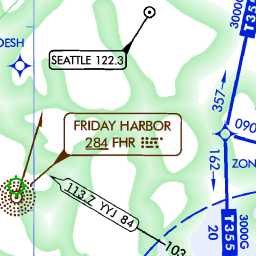 DESH
SEATTLE 122.3
3000
T355
357
FRIDAY HARBOR
284 FHR
090
ZON
162
113.7 YYJ 84
103
T355
20
3000G